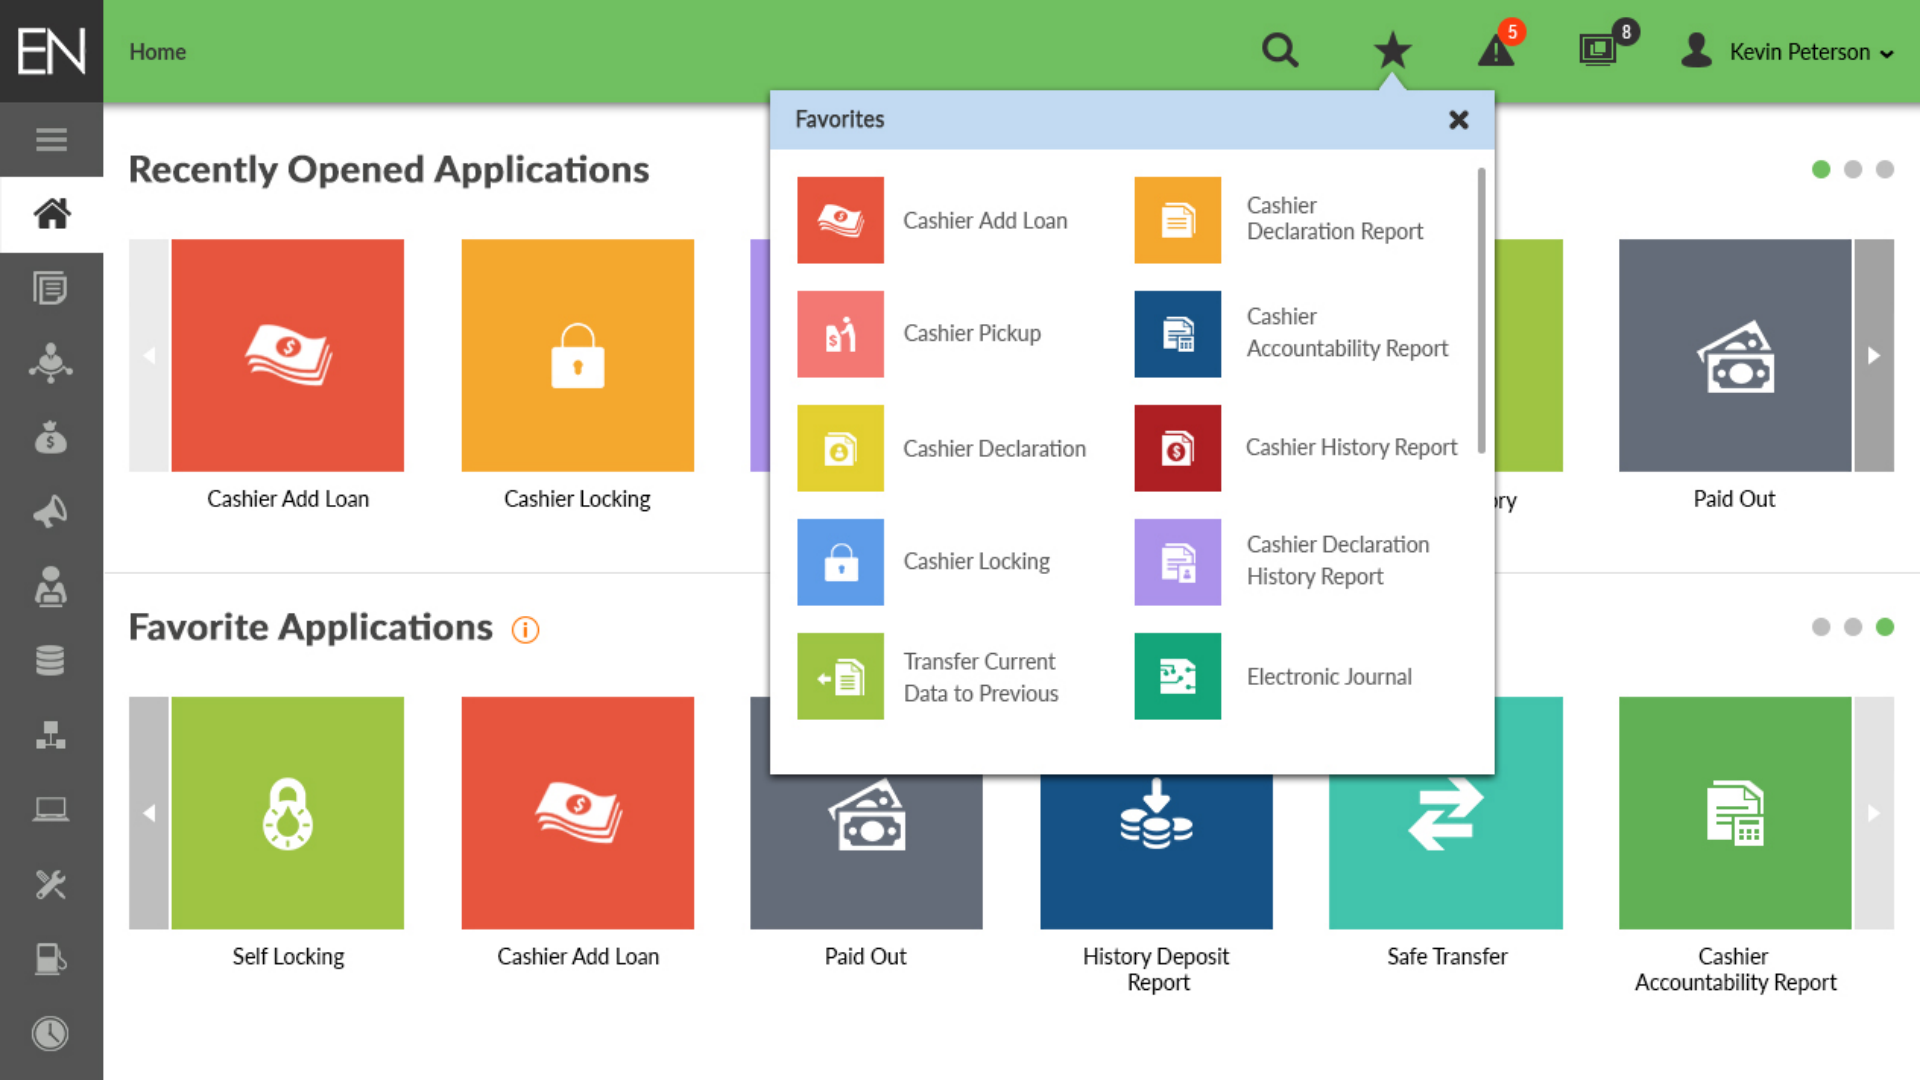 EN
Home
5
8
Kevin Peterson
Favorites
Recently Opened Applications
Cashier Add Loan
Cashier
Declaration Report
Cashier Pickup
Cashier
Accountability Report
Cashier Declaration
Cashier History Report
Cashier Locking
Cashier Declaration
History Report
Transfer Current
Data to Previous
Electronic Journal
Cashier Add Loan
Cashier Locking
Paid Out
Favorite Applications
Self Locking
Cashier Add Loan
Paid Out
History Deposit
Report
Safe Transfer
Cashier
Accountability Report